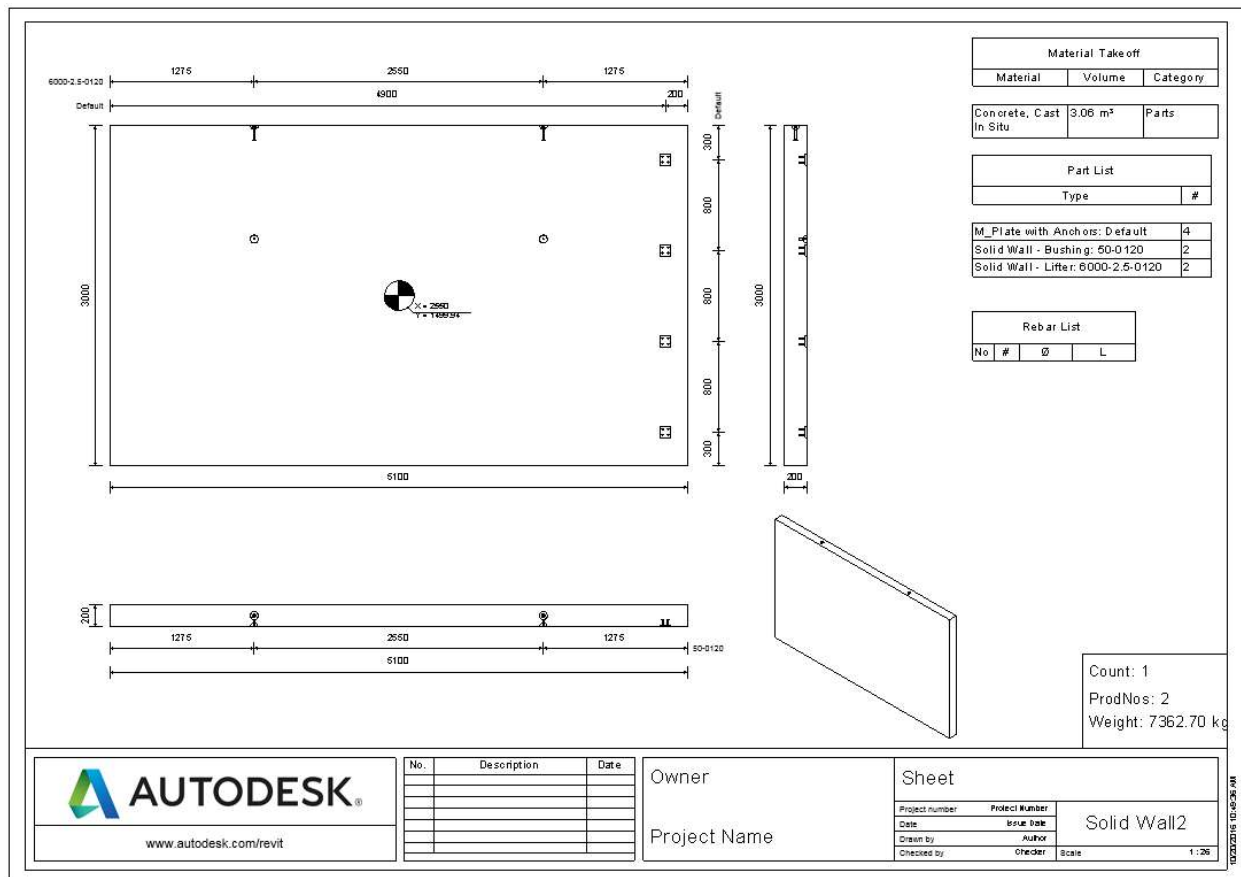 1275 2550 1275
6000-2.5-0120
4900 200
Default
Default
300
800
800
800
300
3000
3000
X = 2550
Y = 1499.94
5100
200
200
1275 2550 1275
50-0120
5100
Material Takeoff
Material Volume Category
Concrete, Cast In Situ 3.06 m³ Parts
Part List
Type #
M_Plate with Anchors: Default 4
Solid Wall - Bushing: 50-0120 2
Solid Wall - Lifter: 6000-2.5-0120 2
Rebar List
No # Ø L
Count: 1
ProdNos: 2
Weight: 7362.70 kg
AUTODESK®
www.autodesk.com/revit
No. Description Date
Owner
Project Name
Sheet
Project number Project Number
Date Issue Date
Drawn by Author
Checked by Checker
Solid Wall2
Scale 1 : 26